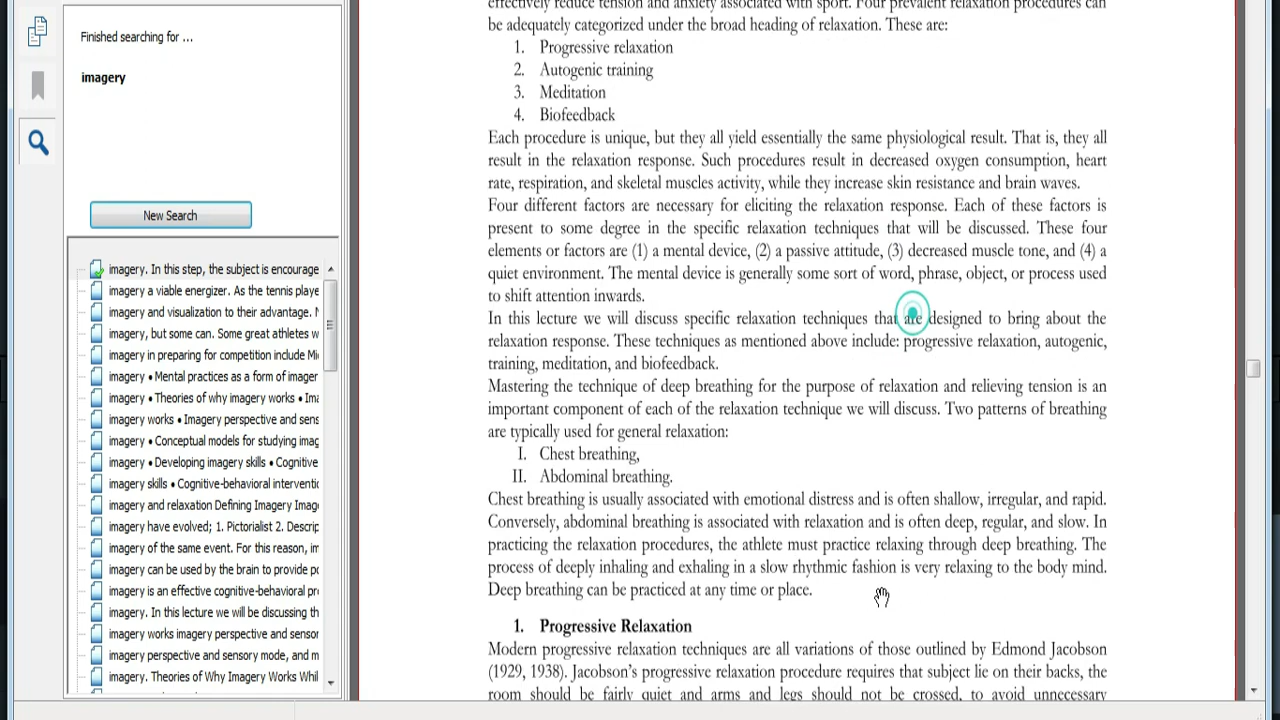 Finished searching for ...
imagery
New Search
imagery. In this step, the subject is encourage
imagery a viable energizer. As the tennis playe
imagery and visualization to their advantage.
imagery, but some can. Some great athletes w
imagery in preparing for competition include Mi
imagery • Mental practices as a form of imager
imagery • Theories of why imagery works • Ima
imagery works • Imagery perspective and sens
imagery • Conceptual models for studying imag
imagery • Developing imagery skills • Cognitive
imagery skills • Cognitive-behavioral interventic
imagery and relaxation Defining Imagery Imag
imagery have evolved; 1. Pictorialist 2. Descrip
imagery of the same event. For this reason, im
imagery can be used by the brain to provide po
imagery is an effective cognitive-behavioral pro
imagery. In this lecture we will be discussing th
imagery works imagery perspective and sensor
imagery perspective and sensory mode, and m
imagery. Theories of Why Imagery Works Whil
effectively reduce tension and anxiety associated with sport. Four prevalent relaxation procedures can
be adequately categorized under the broad heading of relaxation. These are:
1. Progressive relaxation
2. Autogenic training
3. Meditation
4. Biofeedback
Each procedure is unique, but they all yield essentially the same physiological result. That is, they all
result in the relaxation response. Such procedures result in decreased oxygen consumption, heart
rate, respiration, and skeletal muscles activity, while they increase skin resistance and brain waves.
Four different factors are necessary for eliciting the relaxation response. Each of these factors is
present to some degree in the specific relaxation techniques that will be discussed. These four
elements or factors are (1) a mental device, (2) a passive attitude, (3) decreased muscle tone, and (4) a
quiet environment. The mental device is generally some sort of word, phrase, object, or process used
to shift attention inwards.
In this lecture we will discuss specific relaxation techniques that are designed to bring about the
relaxation response. These techniques as mentioned above include: progressive relaxation, autogenic,
training, meditation, and biofeedback.
Mastering the technique of deep breathing for the purpose of relaxation and relieving tension is an
important component of each of the relaxation technique we will discuss. Two patterns of breathing
are typically used for general relaxation:
I. Chest breathing,
II. Abdominal breathing.
Chest breathing is usually associated with emotional distress and is often shallow, irregular, and rapid.
Conversely, abdominal breathing is associated with relaxation and is often deep, regular, and slow. In
practicing the relaxation procedures, the athlete must practice relaxing through deep breathing. The
process of deeply inhaling and exhaling in a slow rhythmic fashion is very relaxing to the body mind.
Deep breathing can be practiced at any time or place.
1. Progressive Relaxation
Modern progressive relaxation techniques are all variations of those outlined by Edmond Jacobson
(1929, 1938). Jacobson's progressive relaxation procedure requires that subject lie on their backs, the
room should be fairly quiet and arms and legs should not be crossed, to avoid unnecessary